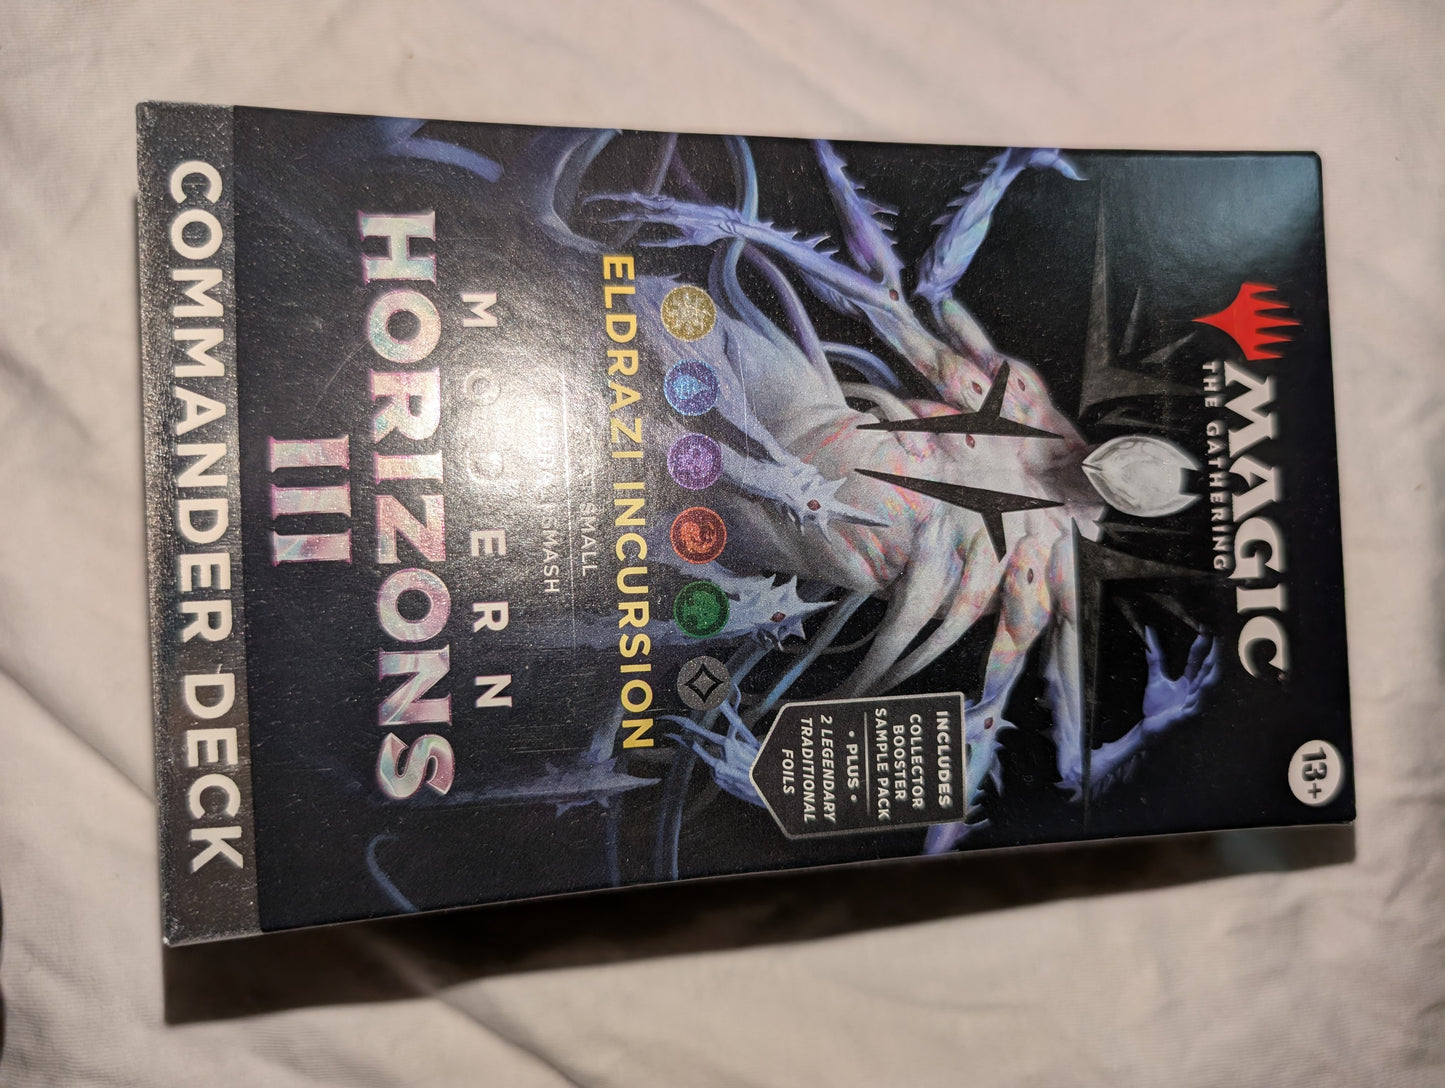 MAGIC
THE GATHERING
13+
INCLUDES
COLLECTOR
BOOSTER
SAMPLE PACK
• PLUS •
2 LEGENDARY
TRADITIONAL
FOILS
ELDRAZI INCURSION
SMALL
SMASH
MODERN
HORIZONS
III
COMMANDER DECK